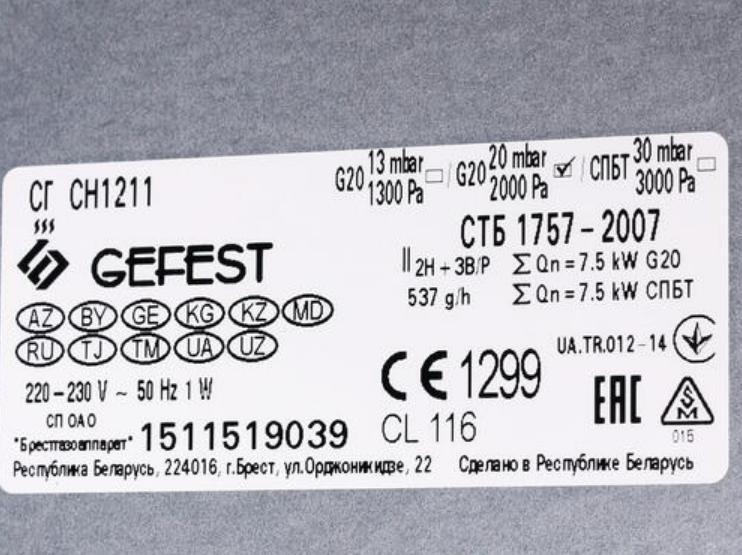 СГ СН1211
G20 13 mbar 1300 Pa / G20 20 mbar 2000 Pa / СПБТ 30 mbar 3000 Pa
GEFEST
СТБ 1757-2007
II 2H + 3B/P ∑ Qn = 7.5 kW G20
537 g/h ∑ Qn = 7.5 kW СПБТ
AZ BY GE KG KZ MD
RU TJ TM UA UZ
UA.TR.012-14
220-230 V ~ 50 Hz 1 W
CE 1299
EAC
SM
015
СП ОАО
"Брестгазоаппарат" 1511519039
CL 116
Республика Беларусь, 224016, г.Брест, ул.Орджоникидзе, 22 Сделано в Республике Беларусь